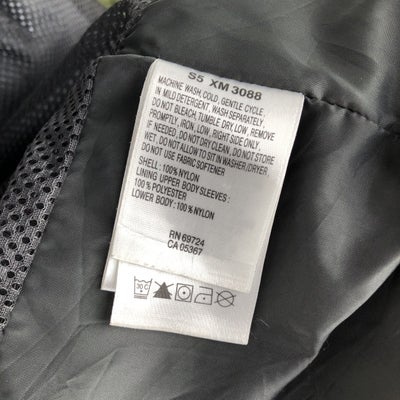 S5 XM 3088
MACHINE WASH, COLD, GENTLE CYCLE,
IN MILD DETERGENT, WASH SEPARATELY,
DO NOT BLEACH, TUMBLE DRY, LOW, REMOVE
PROMPTLY, IRON, LOW, RIGHT SIDE ONLY,
IF NEEDED, DO NOT DRY CLEAN, DO NOT STORE
WET, DO NOT ALLOW TO SIT IN WASHER / DRYER,
DO NOT USE FABRIC SOFTENER
SHELL : 100% NYLON
LINING UPPER BODY, SLEEVES :
100% POLYESTER
LOWER BODY : 100% NYLON
RN 69724
CA 05367
30 C